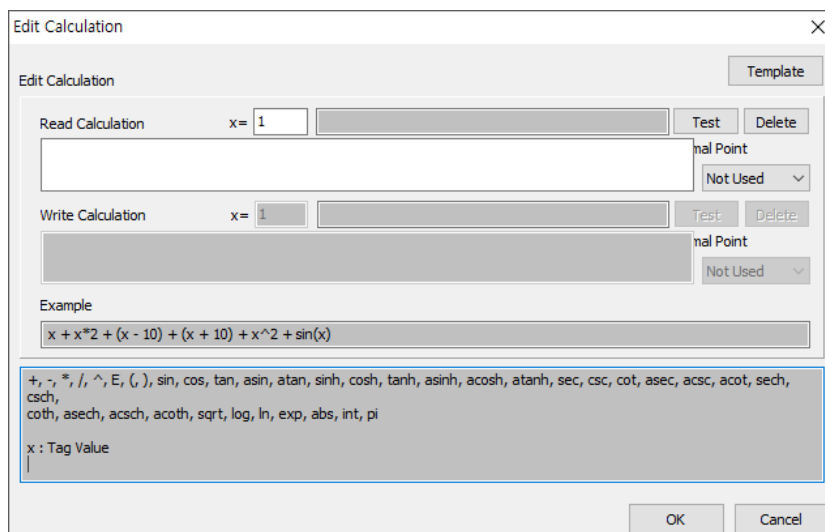 Edit Calculation
Template
Edit Calculation
Read Calculation x= 1 Test Delete
mal Point
Not Used
Write Calculation x= 1 Test Delete
mal Point
Not Used
Example
x + x*2 + (x - 10) + (x + 10) + x^2 + sin(x)
+, -, *, /, ^, E, (, ), sin, cos, tan, asin, atan, sinh, cosh, tanh, asinh, acosh, atanh, sec, csc, cot, asec, acsc, acot, sech,
csch,
coth, asech, acsch, acoth, sqrt, log, ln, exp, abs, int, pi
x : Tag Value
OK Cancel